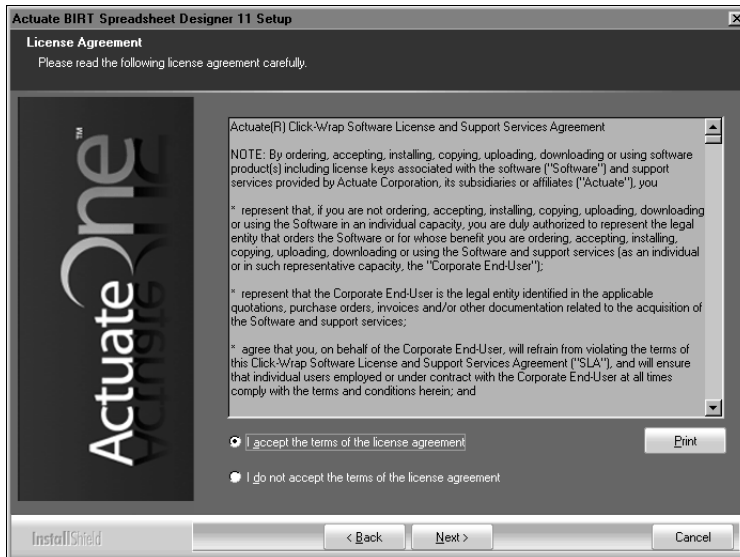 Actuate BIRT Spreadsheet Designer 11 Setup
License Agreement
Please read the following license agreement carefully.
ActuateOne™
Actuate(R) Click-Wrap Software License and Support Services Agreement
NOTE: By ordering, accepting, installing, copying, uploading, downloading or using software
product(s) including license keys associated with the software ("Software") and support
services provided by Actuate Corporation, its subsidiaries or affiliates ("Actuate"), you
* represent that, if you are not ordering, accepting, installing, copying, uploading, downloading
or using the Software in an individual capacity, you are duly authorized to represent the legal
entity that orders the Software or for whose benefit you are ordering, accepting, installing,
copying, uploading, downloading or using the Software and support services (as an individual
or in such representative capacity, the "Corporate End-User");
* represent that the Corporate End-User is the legal entity identified in the applicable
quotations, purchase orders, invoices and/or other documentation related to the acquisition of
the Software and support services;
* agree that you, on behalf of the Corporate End-User, will refrain from violating the terms of
this Click-Wrap Software License and Support Services Agreement ("SLA"), and will ensure
that individual users employed or under contract with the Corporate End-User at all times
comply with the terms and conditions herein; and
I accept the terms of the license agreement
Print
I do not accept the terms of the license agreement
InstallShield
< Back
Next >
Cancel